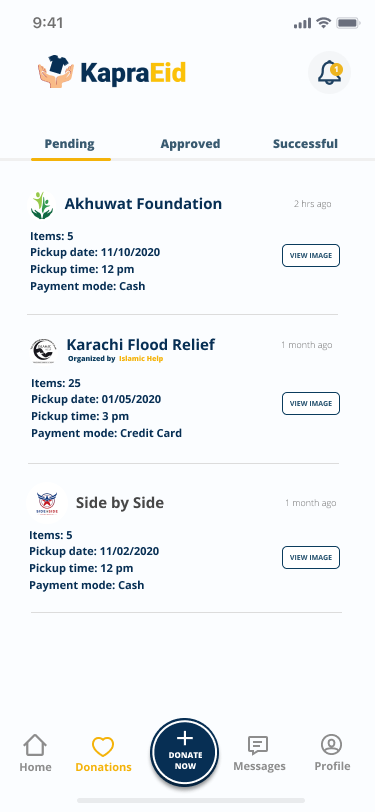 9:41
KapraEid
1
Pending Approved Successful
Akhuwat Foundation 2 hrs ago
Items: 5
Pickup date: 11/10/2020
VIEW IMAGE
Pickup time: 12 pm
Payment mode: Cash
Karachi Flood Relief 1 month ago
Organized by Islamic Help
Items: 25
Pickup date: 01/05/2020
VIEW IMAGE
Pickup time: 3 pm
Payment mode: Credit Card
Side by Side 1 month ago
SIDE BY SIDE
Items: 5
Pickup date: 11/02/2020
VIEW IMAGE
Pickup time: 12 pm
Payment mode: Cash
DONATE
NOW
Home Donations Messages Profile